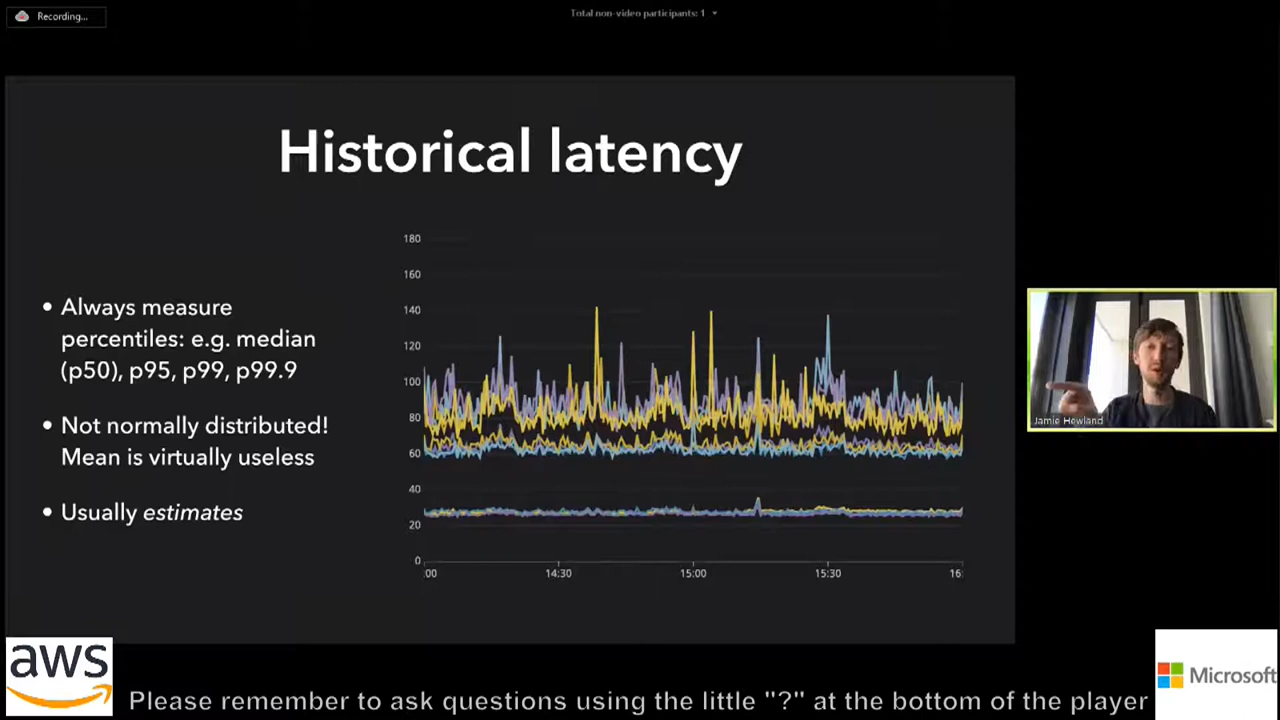 Recording...
Total non-video participants: 1
Historical latency
• Always measure
percentiles: e.g. median
(p50), p95, p99, p99.9
• Not normally distributed!
Mean is virtually useless
• Usually estimates
180
160
140
120
100
80
60
40
20
0
:00
14:30
15:00
15:30
16:
Jamie Hewland
aws
Please remember to ask questions using the little "?" at the bottom of the player
Microsoft